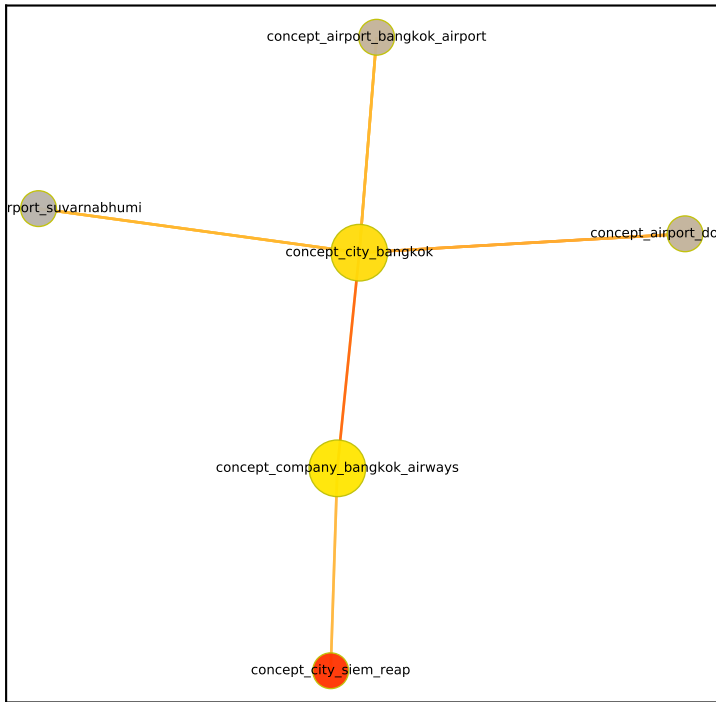 concept_airport_bangkok_airport
rport_suvarnabhumi
concept_airport_do
concept_city_bangkok
concept_company_bangkok_airways
concept_city_siem_reap